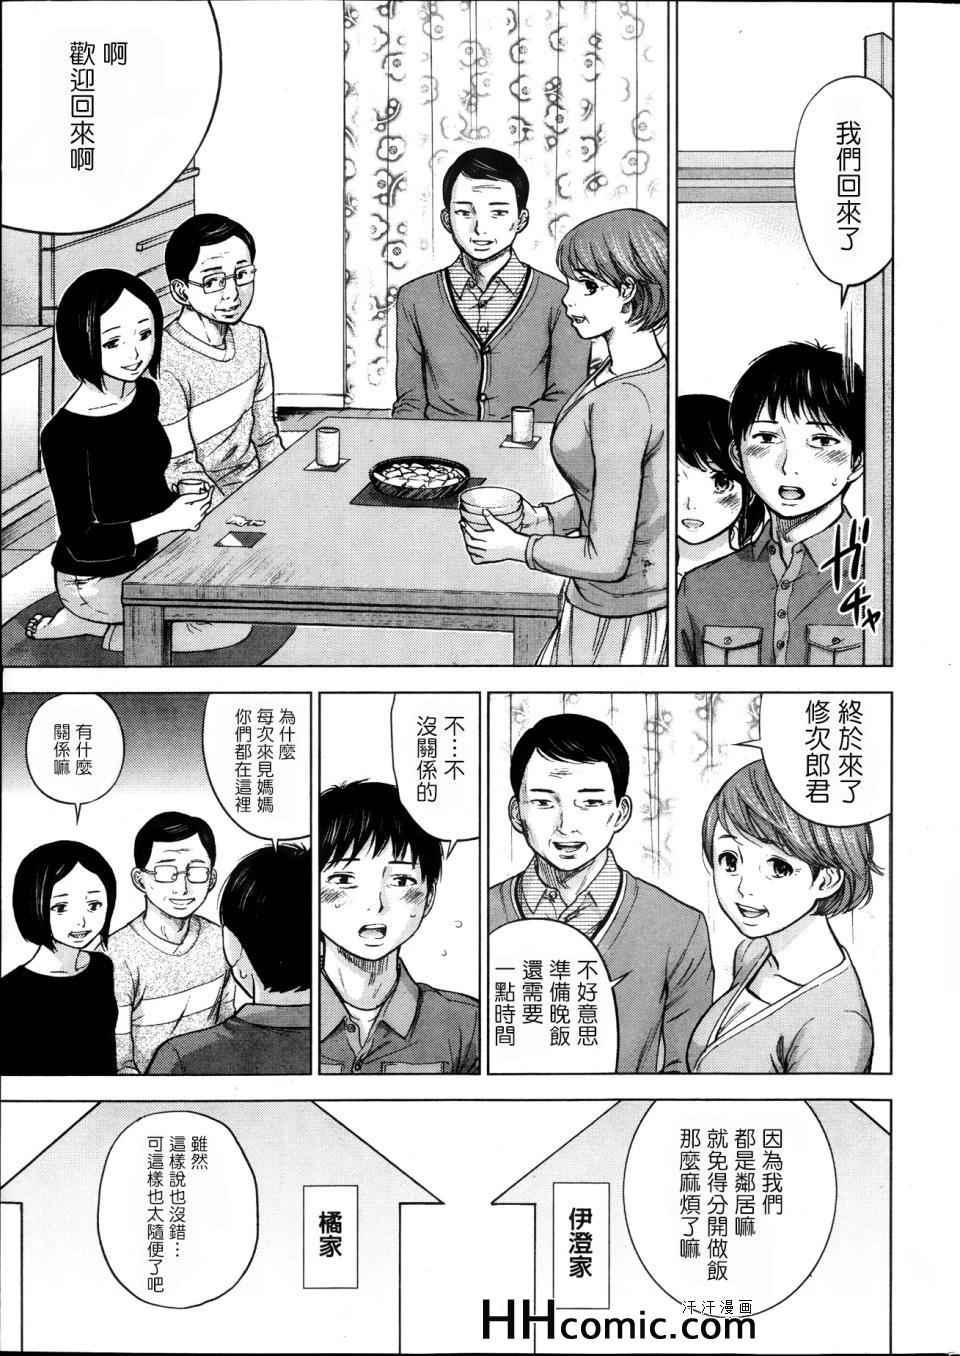 我們回來了
啊
歡迎回來啊
ガチャ
終於來了
修次郎君
不好意思
準備晚飯
還需要
一點時間
不…不
沒關係的
為什麼
每次來見媽媽
你們都在這裡
有什麼
關係嘛
因為我們
都是鄰居嘛
就免得分開做飯
那麼麻煩了嘛
伊澄家
橘家
雖然
這樣說也沒錯…
可這樣也太隨便了吧
汗汗漫画
HHcomic.com